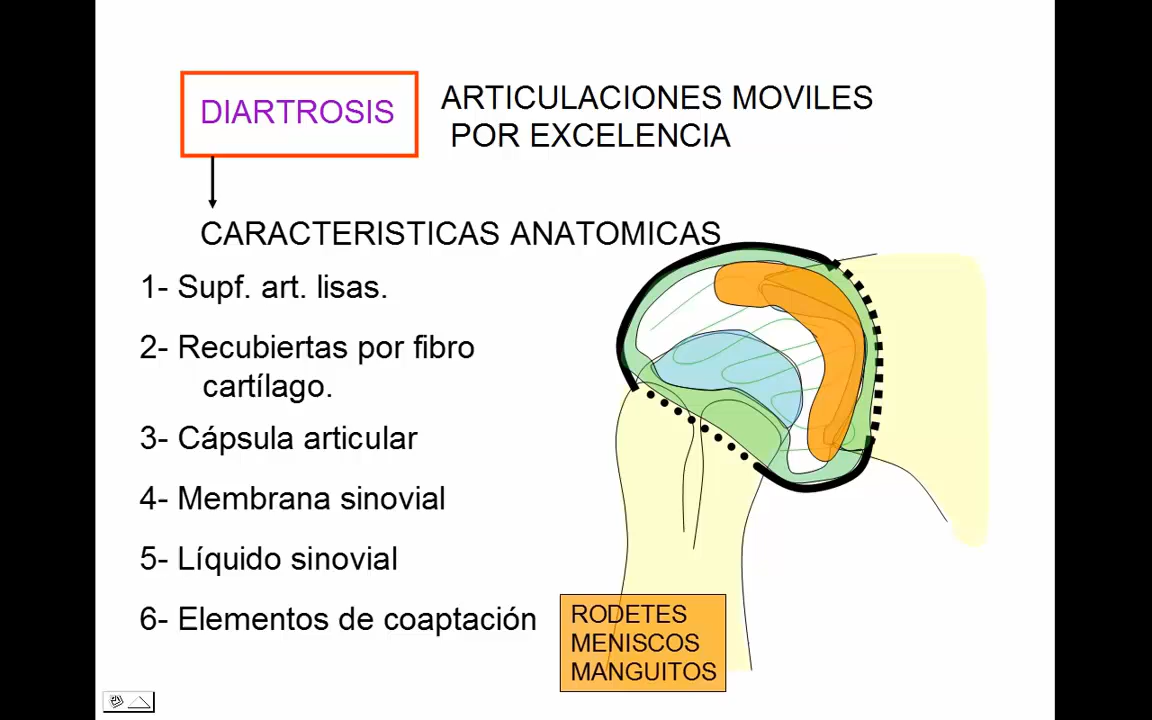 DIARTROSIS
ARTICULACIONES MOVILES
POR EXCELENCIA
CARACTERISTICAS ANATOMICAS
1- Supf. art. lisas.
2- Recubiertas por fibro
cartílago.
3- Cápsula articular
4- Membrana sinovial
5- Líquido sinovial
6- Elementos de coaptación
RODETES
MENISCOS
MANGUITOS